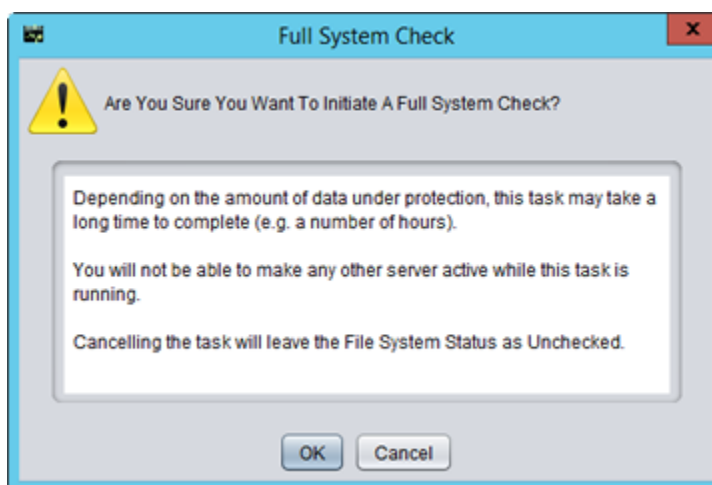 Full System Check
x
Are You Sure You Want To Initiate A Full System Check?
Depending on the amount of data under protection, this task may take a
long time to complete (e.g. a number of hours).
You will not be able to make any other server active while this task is
running.
Cancelling the task will leave the File System Status as Unchecked.
OK
Cancel